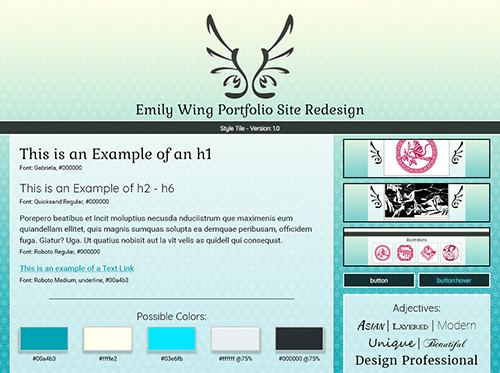 Emily Wing Portfolio Site Redesign
Style Tile - Version: 1.0
This is an Example of an h1
Font: Gabriela, #000000
This is an Example of h2 - h6
Font: Quicksand Regular, #000000
Porepero beatibus et incit moluptius necusda nduciistrum que maximenis eum
quiandellam ellitet, quis magnis sumquas solupta ea demquae peribusam, officidem
fuga. Giatur? Uga. Ut quatius nobisit aut la vit velis as quidell qui consequat.
Font: Roboto Regular, #000000
This is an example of a Text Link
Font: Roboto Medium, underline, #00a4b3
Possible Colors:
#00a4b3 #ffffe2 #03e6fb #ffffff @75% #000000 @75%
Illustrations
button button hover
Adjectives:
Asian | Layered | Modern
Unique | Beautiful
Design Professional